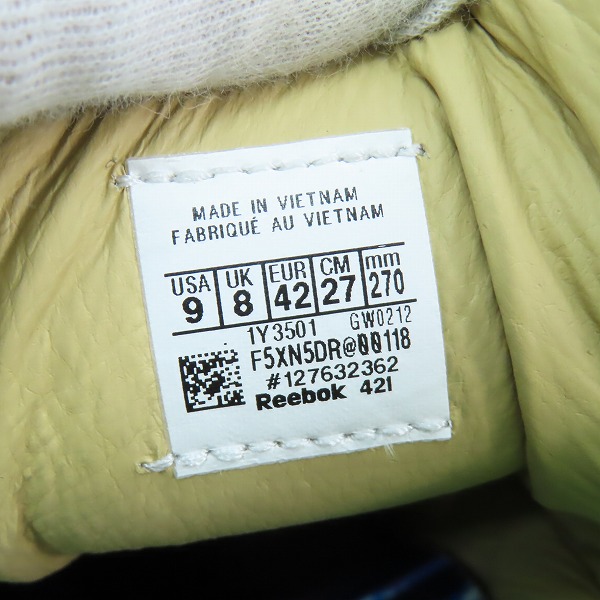 MADE IN VIETNAM
FABRIQUÉ AU VIETNAM
USA UK EUR CM mm
9 8 42 27 270
1Y3501 GW0212
F5XN5DR@00118
#127632362
Reebok 421